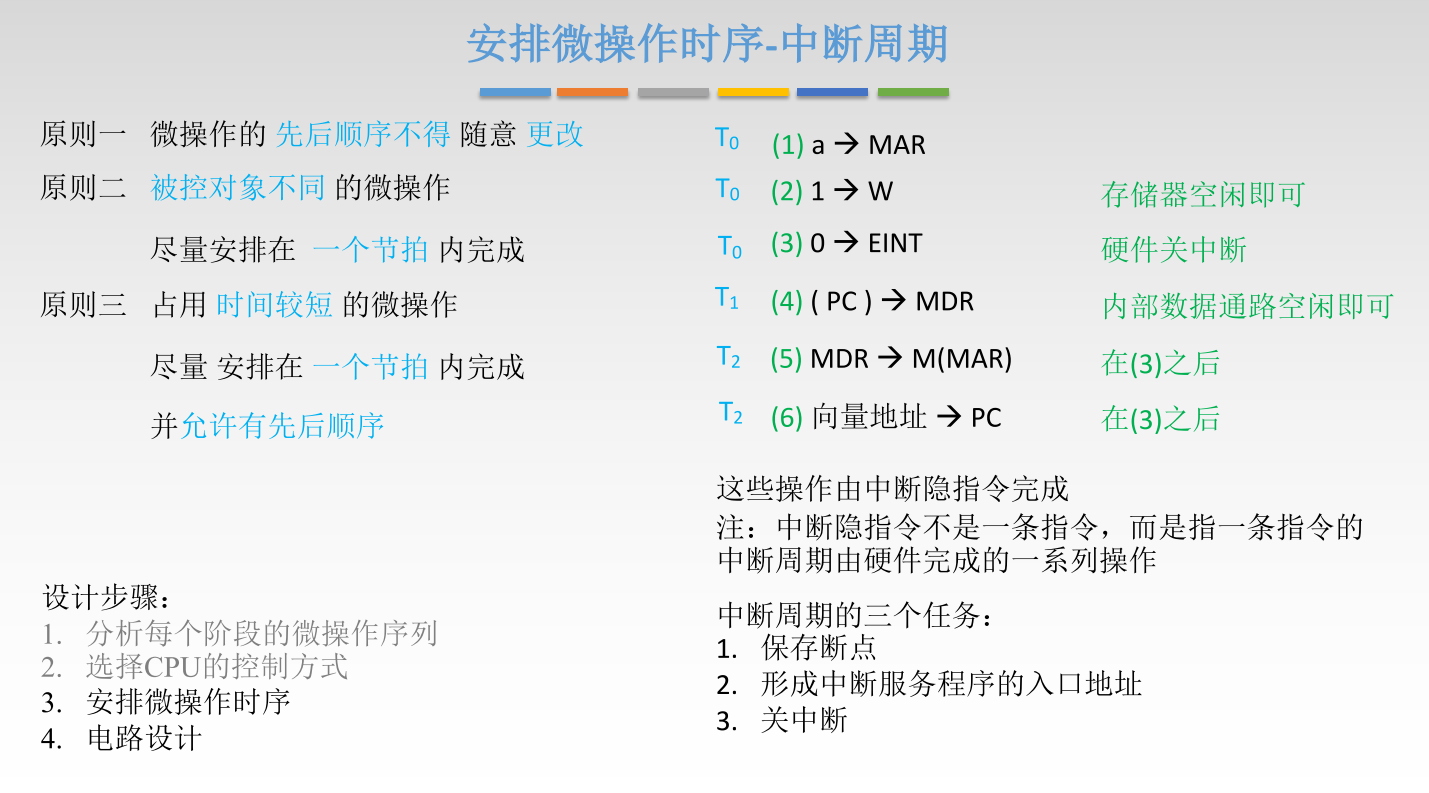 安排微操作时序-中断周期
原则一 微操作的 先后顺序不得 随意 更改
原则二 被控对象不同 的微操作
尽量安排在 一个节拍 内完成
原则三 占用 时间较短 的微操作
尽量 安排在 一个节拍 内完成
并允许有先后顺序
设计步骤：
1. 分析每个阶段的微操作序列
2. 选择CPU的控制方式
3. 安排微操作时序
4. 电路设计
T0 (1) a → MAR
T0 (2) 1 → W 存储器空闲即可
T0 (3) 0 → EINT 硬件关中断
T1 (4) ( PC ) → MDR 内部数据通路空闲即可
T2 (5) MDR → M(MAR) 在(3)之后
T2 (6) 向量地址 → PC 在(3)之后
这些操作由中断隐指令完成
注：中断隐指令不是一条指令，而是指一条指令的
中断周期由硬件完成的一系列操作
中断周期的三个任务：
1. 保存断点
2. 形成中断服务程序的入口地址
3. 关中断